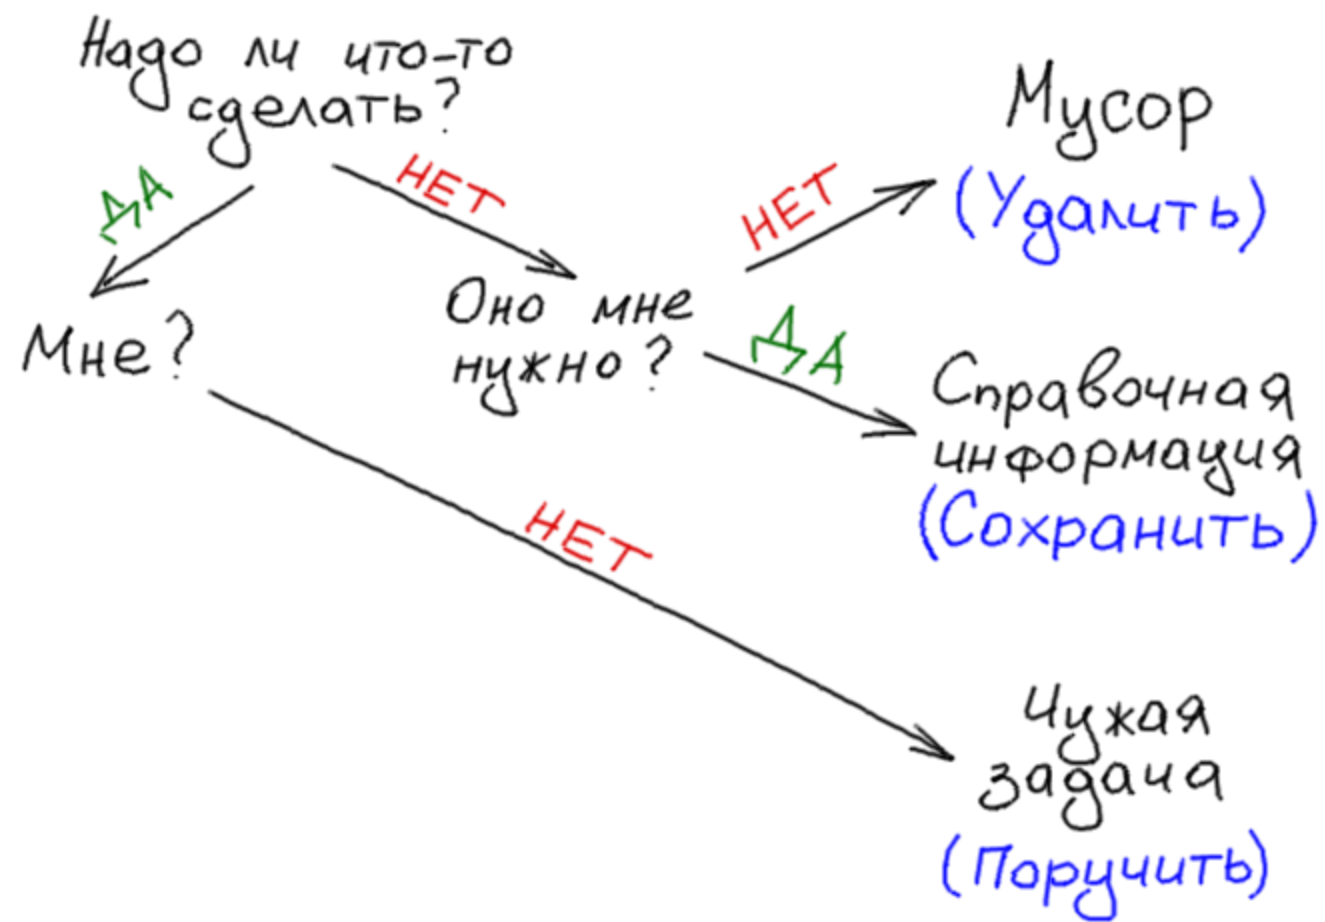 Надо ли что-то
сделать?
ДА
НЕТ
Мне?
Оно мне
нужно?
НЕТ
Мусор
(Удалить)
ДА
Справочная
информация
(Сохранить)
НЕТ
Чужая
задача
(Поручить)